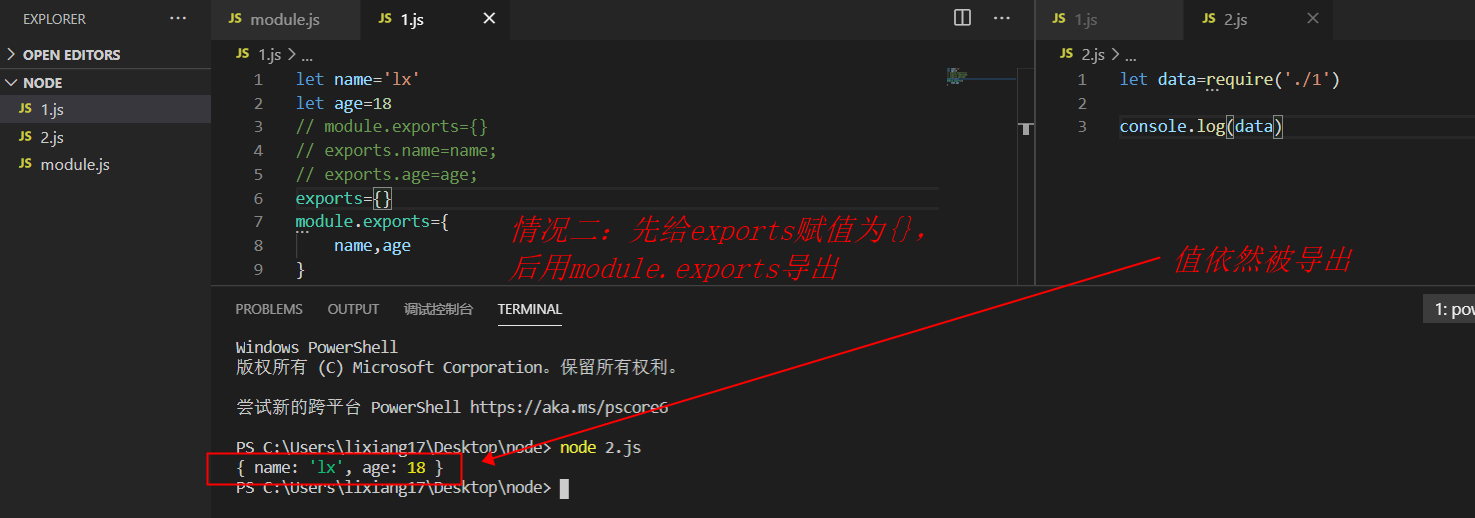 EXPLORER ...
OPEN EDITORS
NODE
JS 1.js
JS 2.js
JS module.js
JS module.js JS 1.js ×
JS 1.js > ...
1 let name='lx'
2 let age=18
3 // module.exports={}
4 // exports.name=name;
5 // exports.age=age;
6 exports={}
7 module.exports={
8 name,age
9 }
情况二：先给exports赋值为{}，
后用module.exports导出
JS 1.js JS 2.js ×
JS 2.js > ...
1 let data=require('./1')
2
3 console.log(data)
值依然被导出
PROBLEMS OUTPUT 调试控制台 TERMINAL
Windows PowerShell
版权所有 (C) Microsoft Corporation。保留所有权利。
尝试新的跨平台 PowerShell https://aka.ms/pscore6
PS C:\Users\lixiang17\Desktop\node> node 2.js
{ name: 'lx', age: 18 }
PS C:\Users\lixiang17\Desktop\node>